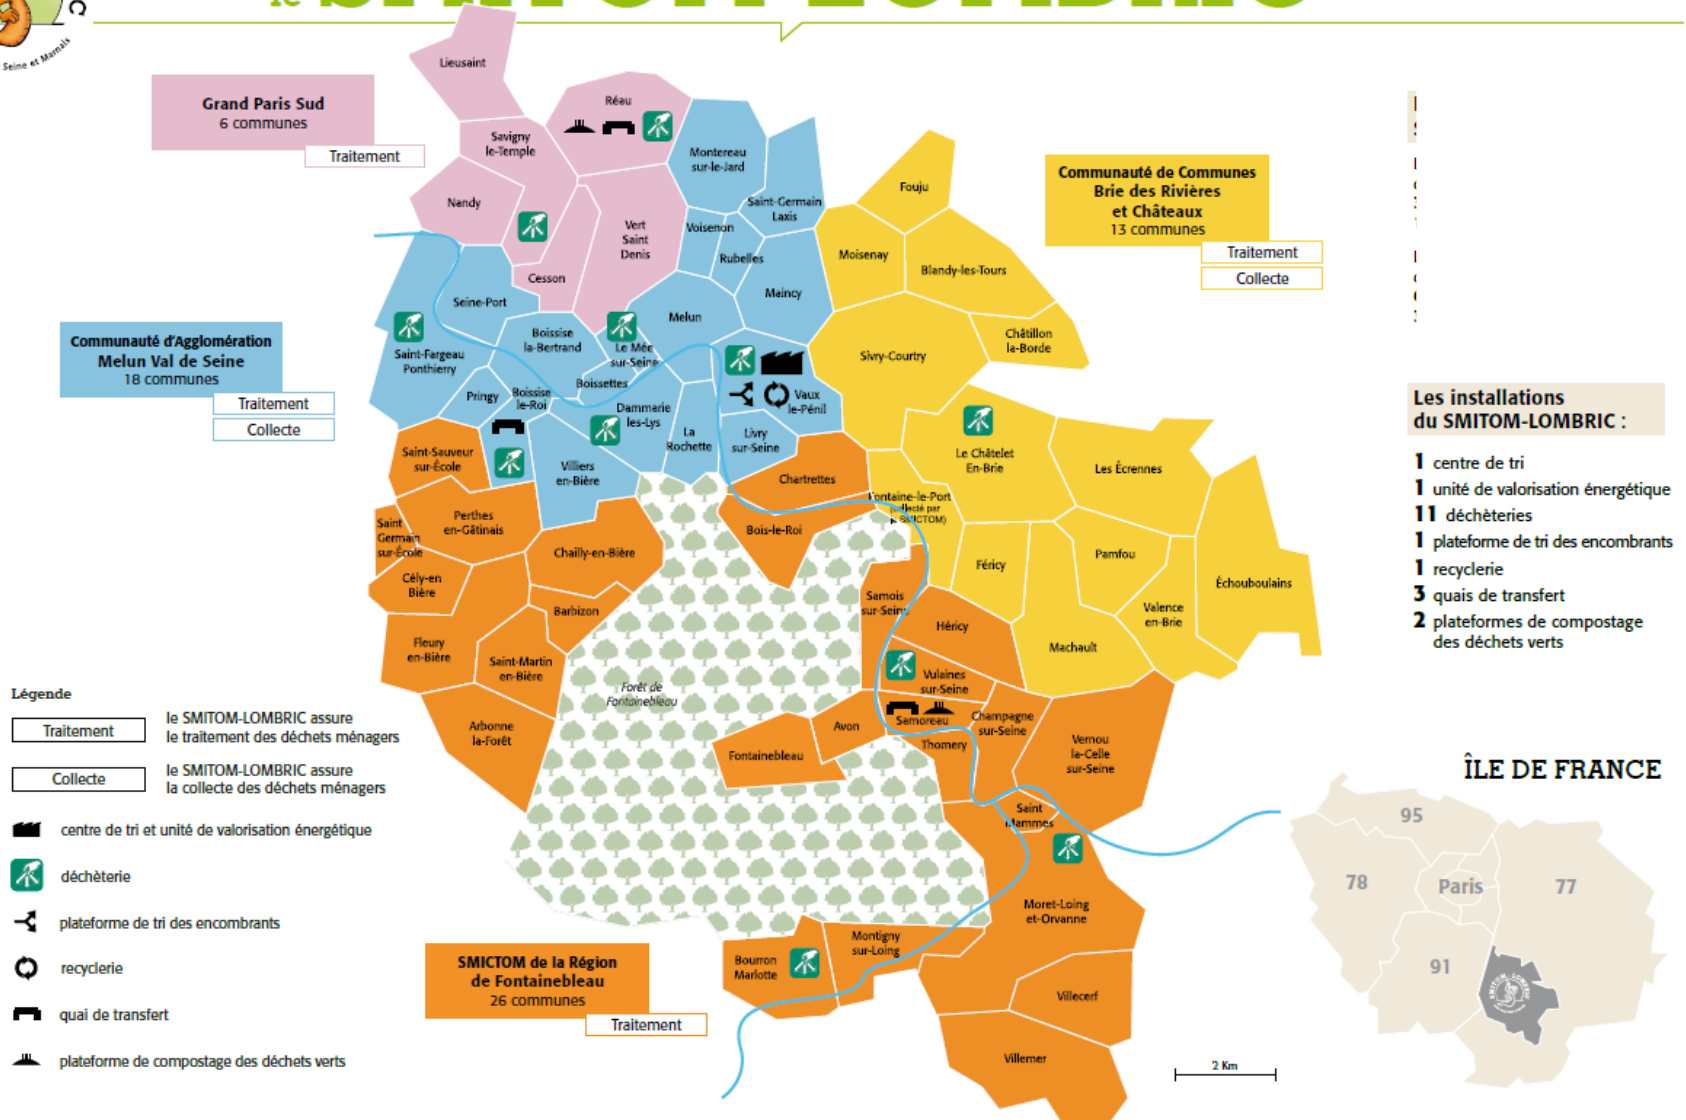 le SMITOM-LOMBRIC
Seine et Marnais
Grand Paris Sud
6 communes
Traitement
Communauté d'Agglomération
Melun Val de Seine
18 communes
Traitement
Collecte
Communauté de Communes
Brie des Rivières
et Châteaux
13 communes
Traitement
Collecte
SMICTOM de la Région
de Fontainebleau
26 communes
Traitement
Lieusaint
Réau
Savigny
le-Temple
Nandy
Vert
Saint
Denis
Cesson
Montereau
sur-le-Jard
Saint-Germain
Laxis
Voisenon
Rubelles
Maincy
Melun
Seine-Port
Boissise
la-Bertrand
Le Mée
sur-Seine
Saint-Fargeau
Ponthierry
Pringy
Boissise
le-Roi
Boissettes
Dammarie
les-Lys
La
Rochette
Vaux
le-Pénil
Livry
sur-Seine
Villiers
en-Bière
Fouju
Moisenay
Blandy-les-Tours
Châtillon
la-Borde
Sivry-Courtry
Le Châtelet
En-Brie
Les Écrennes
Fontaine-le-Port
(collecté par
le SMICTOM)
Féricy
Pamfou
Échouboulains
Valence
en-Brie
Machault
Saint-Sauveur
sur-École
Perthes
en-Gâtinais
Saint
Germain
sur-École
Cély-en
Bière
Chailly-en-Bière
Barbizon
Fleury
en-Bière
Saint-Martin
en-Bière
Arbonne
la-Forêt
Chartrettes
Bois-le-Roi
Samois
sur-Seine
Héricy
Vulaines
sur-Seine
Samoreau
Champagne
sur-Seine
Thomery
Vernou
la-Celle
sur-Seine
Avon
Fontainebleau
Forêt de
Fontainebleau
Saint
Mammes
Moret-Loing
et-Orvanne
Montigny
sur-Loing
Bourron
Marlotte
Villecerf
Villemer
2 Km
Légende
Traitement
le SMITOM-LOMBRIC assure
le traitement des déchets ménagers
Collecte
le SMITOM-LOMBRIC assure
la collecte des déchets ménagers
centre de tri et unité de valorisation énergétique
déchèterie
plateforme de tri des encombrants
recyclerie
quai de transfert
plateforme de compostage des déchets verts
Les installations
du SMITOM-LOMBRIC :
1 centre de tri
1 unité de valorisation énergétique
11 déchèteries
1 plateforme de tri des encombrants
1 recyclerie
3 quais de transfert
2 plateformes de compostage
des déchets verts
ÎLE DE FRANCE
95
78
Paris
77
91
SMITOM-LOMBRIC